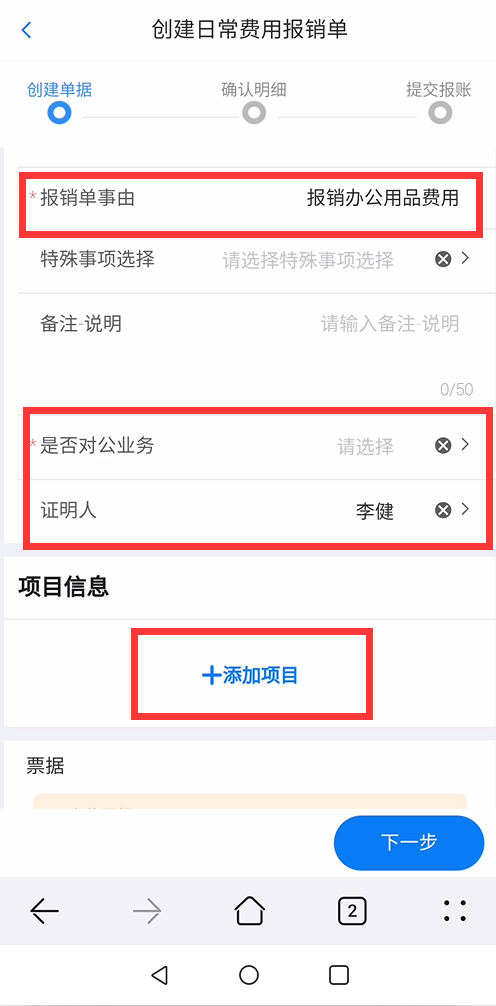 创建日常费用报销单
创建单据 确认明细 提交报账
*报销单事由 报销办公用品费用
特殊事项选择 请选择特殊事项选择
备注-说明 请输入备注-说明
0/50
*是否对公业务 请选择
证明人 李健
项目信息
+添加项目
票据
下一步
2